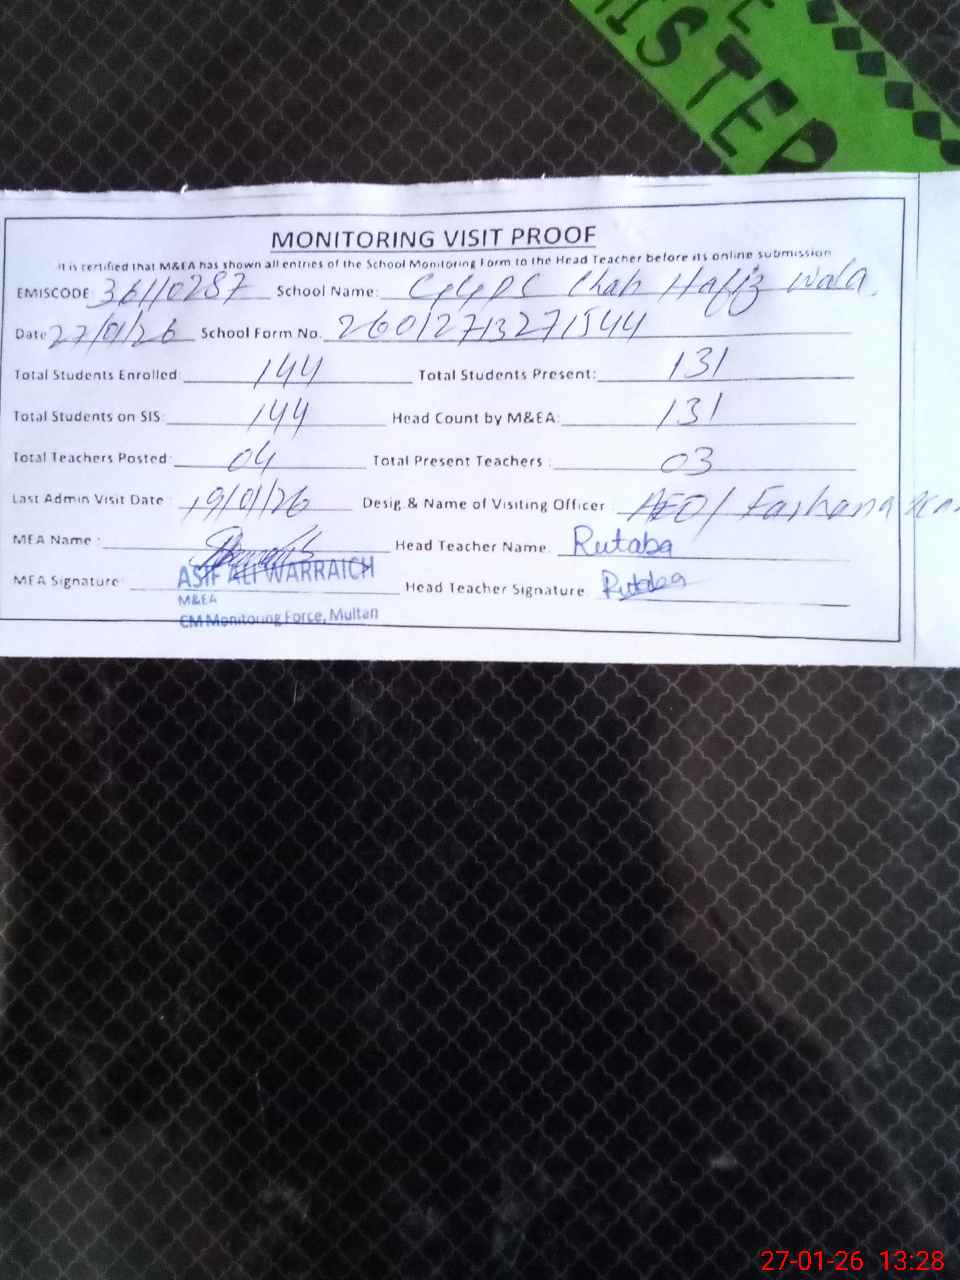 E
ISTER
MONITORING VISIT PROOF
It is certified that M&EA has shown all entries of the School Monitoring Form to the Head Teacher before its online submission
EMISCODE: 36110287 School Name: GGPS Chah Hafiz Wala
Date 27/01/26 School Form No. 26012713271544
Total Students Enrolled: 144 Total Students Present: 131
Total Students on SIS: 144 Head Count by M&EA: 131
Total Teachers Posted: 04 Total Present Teachers : 03
Last Admin Visit Date : 19/01/26 Desig.& Name of Visiting Officer : AEO/ Farhana
MEA Name : Head Teacher Name Rutaba
MEA Signature: ASIF ALI WARRAICH Head Teacher Signature Rutaba
M&EA
CM Monitoring Force, Multan
27-01-26 13:28